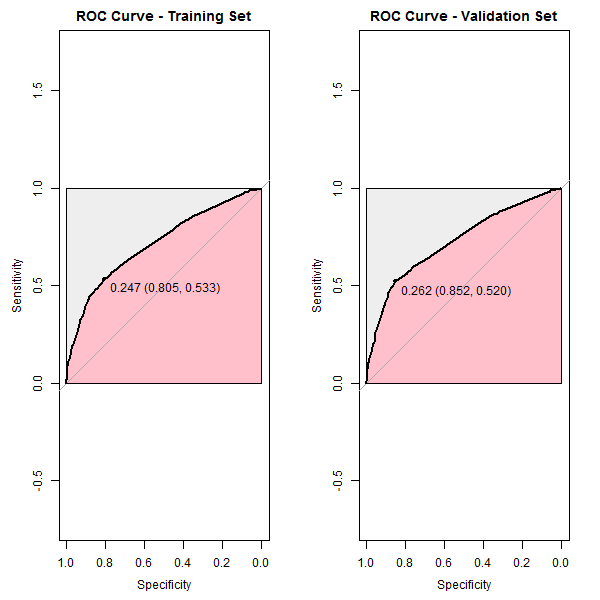 ROC Curve - Training Set
1.5
1.0
0.5
0.0
-0.5
Sensitivity
0.247 (0.805, 0.533)
1.0 0.8 0.6 0.4 0.2 0.0
Specificity
ROC Curve - Validation Set
1.5
1.0
0.5
0.0
-0.5
Sensitivity
0.262 (0.852, 0.520)
1.0 0.8 0.6 0.4 0.2 0.0
Specificity